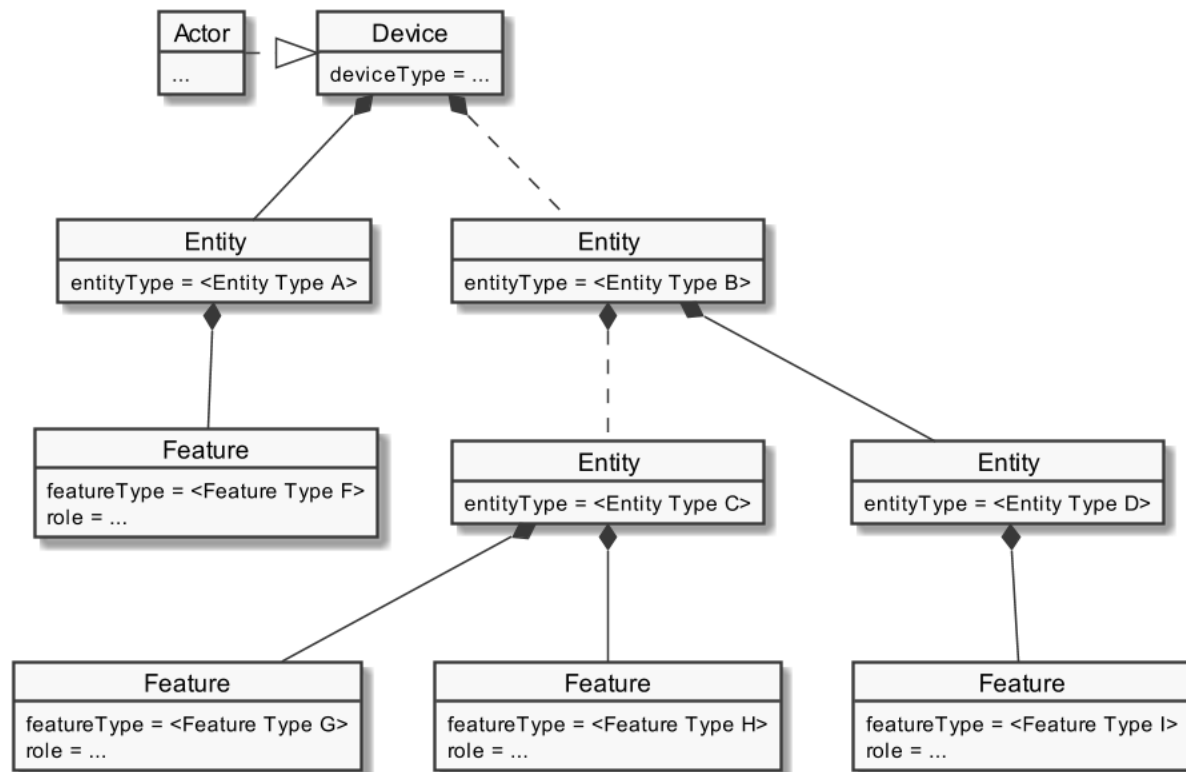 Actor
...
Device
deviceType = ...
Entity
entityType = <Entity Type A>
Entity
entityType = <Entity Type B>
Feature
featureType = <Feature Type F>
role = ...
Entity
entityType = <Entity Type C>
Entity
entityType = <Entity Type D>
Feature
featureType = <Feature Type G>
role = ...
Feature
featureType = <Feature Type H>
role = ...
Feature
featureType = <Feature Type I>
role = ...